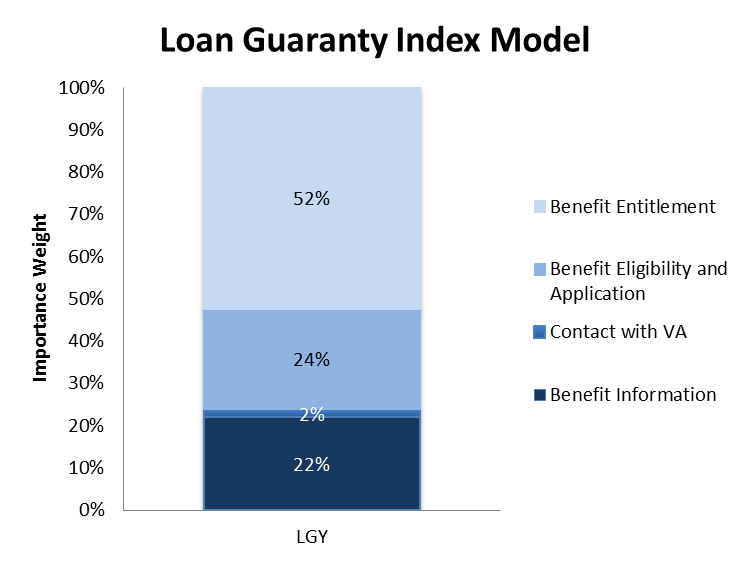 Loan Guaranty Index Model
Importance Weight
100%
90%
80%
70%
60%
50%
40%
30%
20%
10%
0%
52%
24%
2%
22%
LGY
Benefit Entitlement
Benefit Eligibility and
Application
Contact with VA
Benefit Information